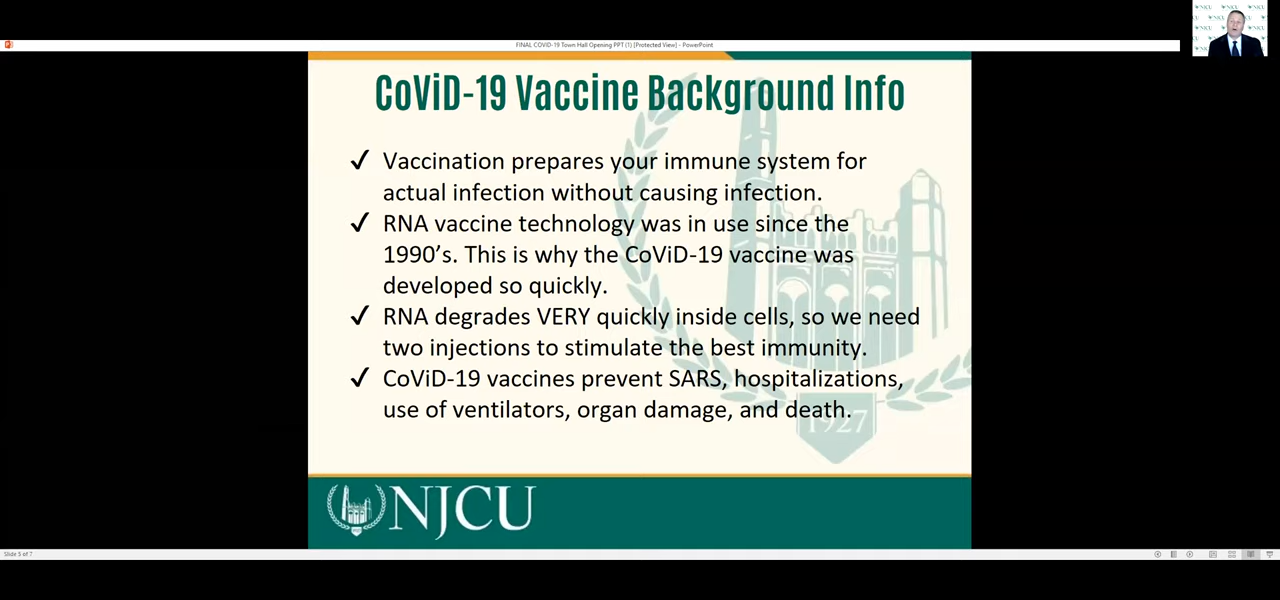 FINAL COVID-19 Town Hall Opening PPT (1) [Protected View] - PowerPoint
CoViD-19 Vaccine Background Info
✓ Vaccination prepares your immune system for
actual infection without causing infection.
✓ RNA vaccine technology was in use since the
1990's. This is why the CoViD-19 vaccine was
developed so quickly.
✓ RNA degrades VERY quickly inside cells, so we need
two injections to stimulate the best immunity.
✓ CoViD-19 vaccines prevent SARS, hospitalizations,
use of ventilators, organ damage, and death.
1927
NJCU
Slide 5 of 7